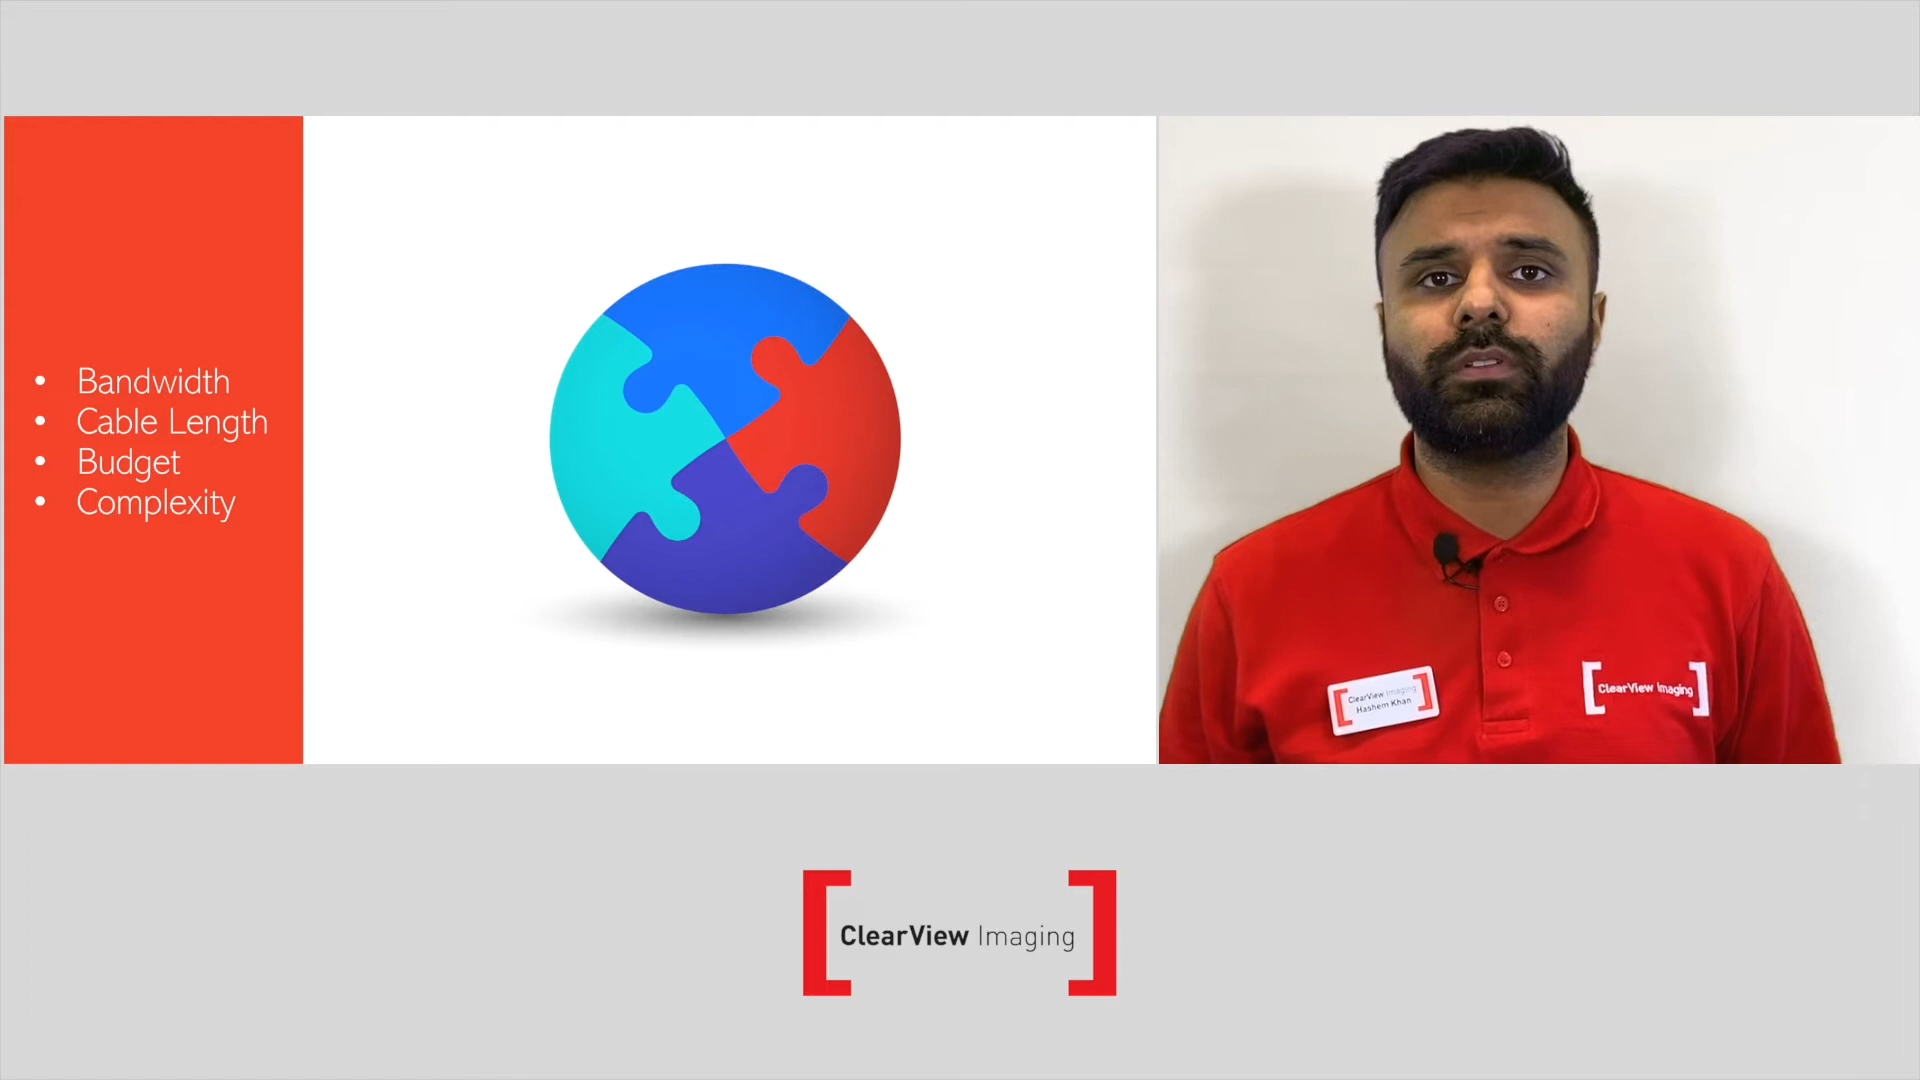 • Bandwidth
• Cable Length
• Budget
• Complexity
ClearView Imaging
Hashem Khan
ClearView Imaging
ClearView Imaging